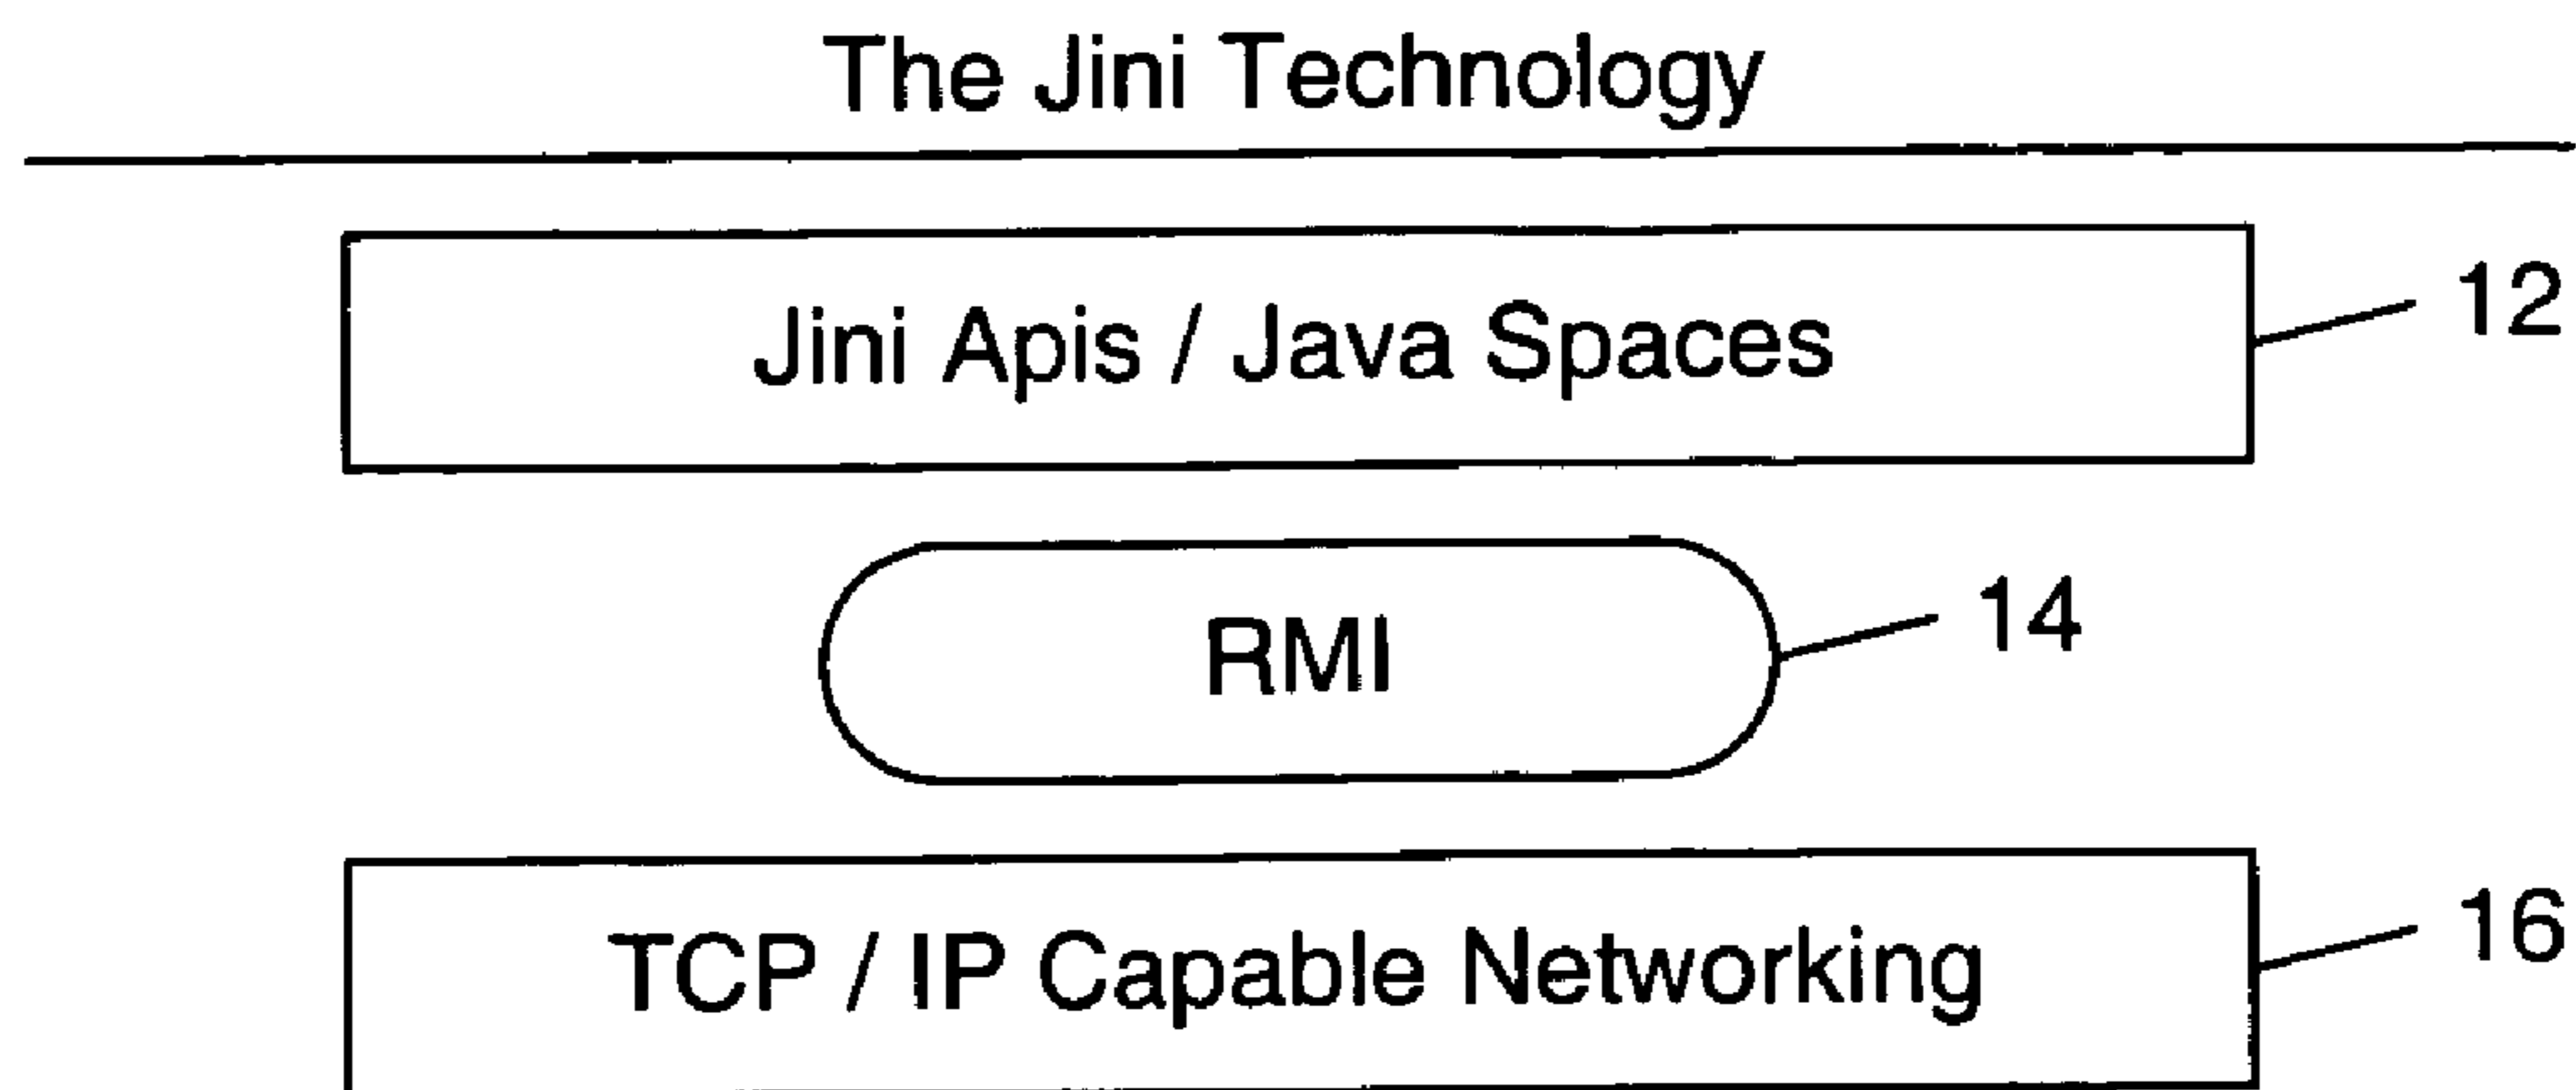 The Jini Technology
Jini Apis / Java Spaces
12
RMI
14
TCP / IP Capable Networking
16